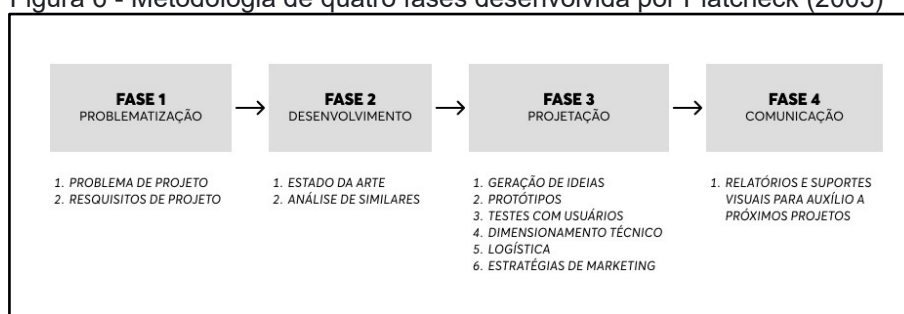 Figura 6 - Metodologia de quatro fases desenvolvida por Platcheck (2003)
FASE 1
PROBLEMATIZAÇÃO
FASE 2
DESENVOLVIMENTO
FASE 3
PROJETAÇÃO
FASE 4
COMUNICAÇÃO
1. PROBLEMA DE PROJETO
2. RESQUISITOS DE PROJETO
1. ESTADO DA ARTE
2. ANÁLISE DE SIMILARES
1. GERAÇÃO DE IDEIAS
2. PROTÓTIPOS
3. TESTES COM USUÁRIOS
4. DIMENSIONAMENTO TÉCNICO
5. LOGÍSTICA
6. ESTRATÉGIAS DE MARKETING
1. RELATÓRIOS E SUPORTES
VISUAIS PARA AUXÍLIO A
PRÓXIMOS PROJETOS